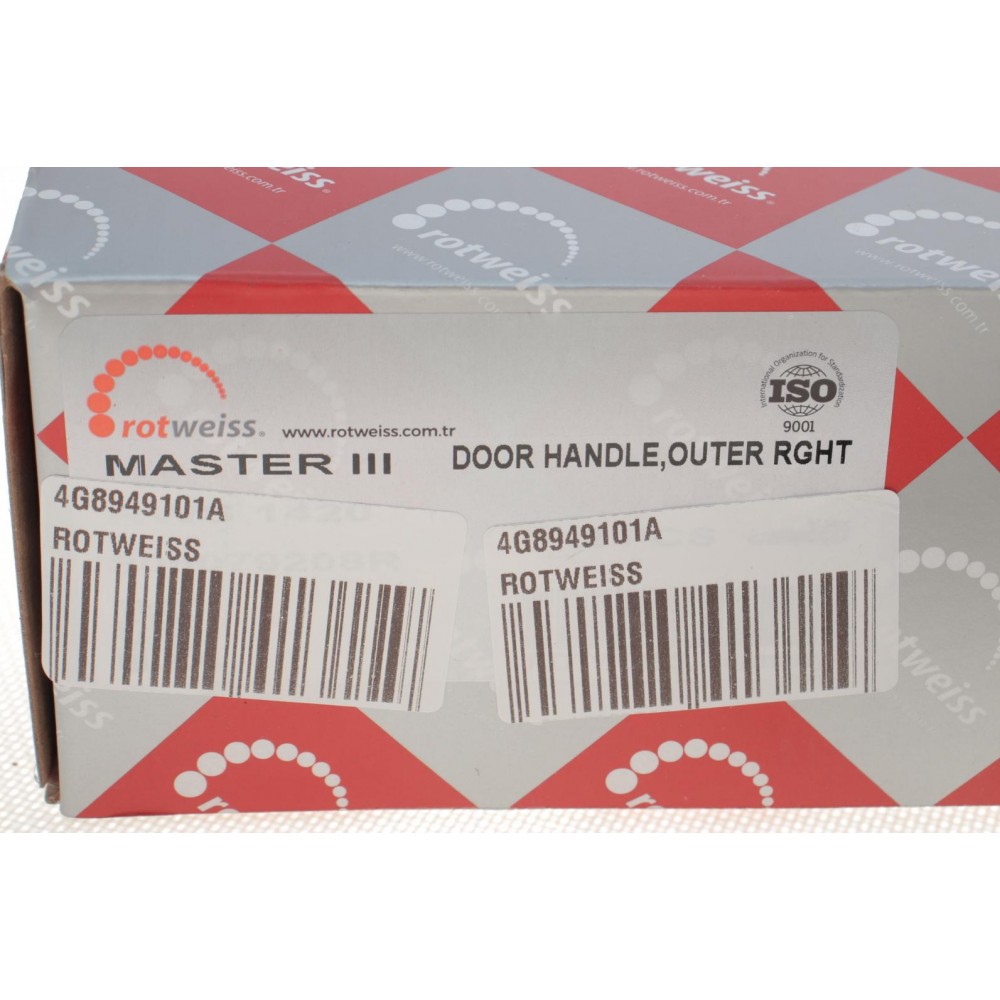 rotweiss
www.rotweiss.com.tr
rotweiss
www.rotweiss.com.tr
rotweiss
International Organization for Standardization
ISO
9001
rotweiss. www.rotweiss.com.tr
MASTER III DOOR HANDLE,OUTER RGHT
4G8949101A
ROTWEISS
4G8949101A
ROTWEISS